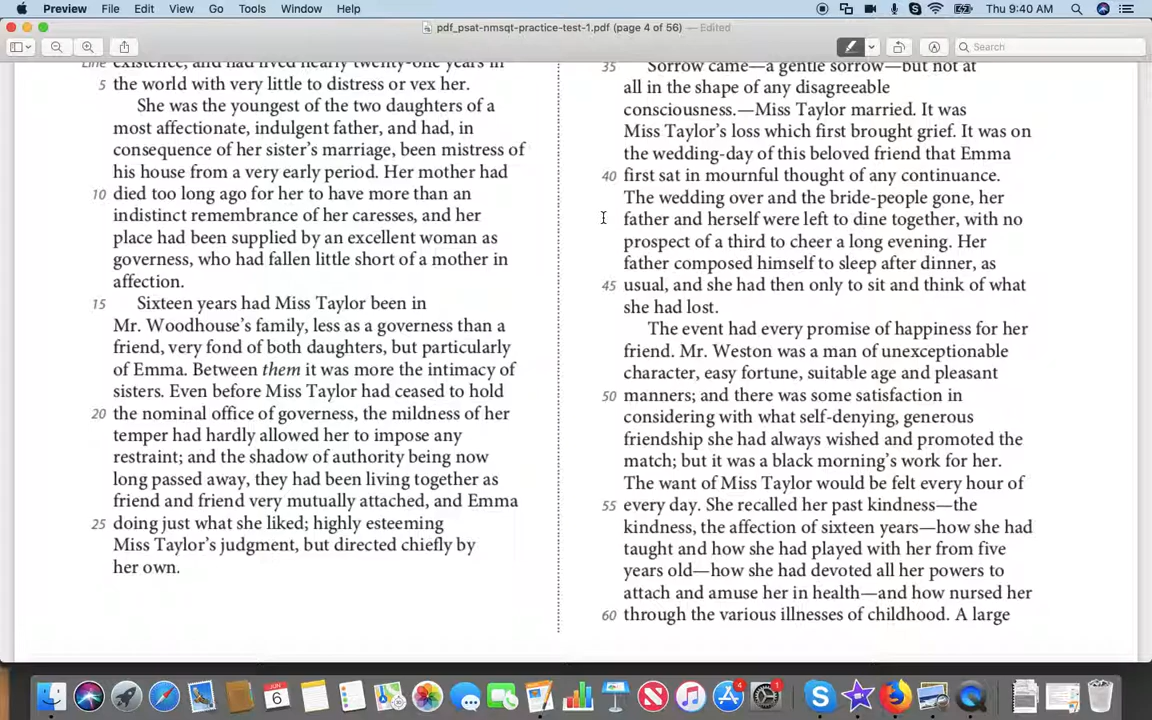 Preview File Edit View Go Tools Window Help Thu 9:40 AM
pdf_psat-nmsqt-practice-test-1.pdf (page 4 of 56) — Edited
Search
Line existence, and had lived nearly twenty-one years in
5 the world with very little to distress or vex her.
She was the youngest of the two daughters of a
most affectionate, indulgent father, and had, in
consequence of her sister's marriage, been mistress of
his house from a very early period. Her mother had
10 died too long ago for her to have more than an
indistinct remembrance of her caresses, and her
place had been supplied by an excellent woman as
governess, who had fallen little short of a mother in
affection.
15 Sixteen years had Miss Taylor been in
Mr. Woodhouse's family, less as a governess than a
friend, very fond of both daughters, but particularly
of Emma. Between them it was more the intimacy of
sisters. Even before Miss Taylor had ceased to hold
20 the nominal office of governess, the mildness of her
temper had hardly allowed her to impose any
restraint; and the shadow of authority being now
long passed away, they had been living together as
friend and friend very mutually attached, and Emma
25 doing just what she liked; highly esteeming
Miss Taylor's judgment, but directed chiefly by
her own.
35 Sorrow came—a gentle sorrow—but not at
all in the shape of any disagreeable
consciousness.—Miss Taylor married. It was
Miss Taylor's loss which first brought grief. It was on
the wedding-day of this beloved friend that Emma
40 first sat in mournful thought of any continuance.
The wedding over and the bride-people gone, her
father and herself were left to dine together, with no
prospect of a third to cheer a long evening. Her
father composed himself to sleep after dinner, as
45 usual, and she had then only to sit and think of what
she had lost.
The event had every promise of happiness for her
friend. Mr. Weston was a man of unexceptionable
character, easy fortune, suitable age and pleasant
50 manners; and there was some satisfaction in
considering with what self-denying, generous
friendship she had always wished and promoted the
match; but it was a black morning's work for her.
The want of Miss Taylor would be felt every hour of
55 every day. She recalled her past kindness—the
kindness, the affection of sixteen years—how she had
taught and how she had played with her from five
years old—how she had devoted all her powers to
attach and amuse her in health—and how nursed her
60 through the various illnesses of childhood. A large